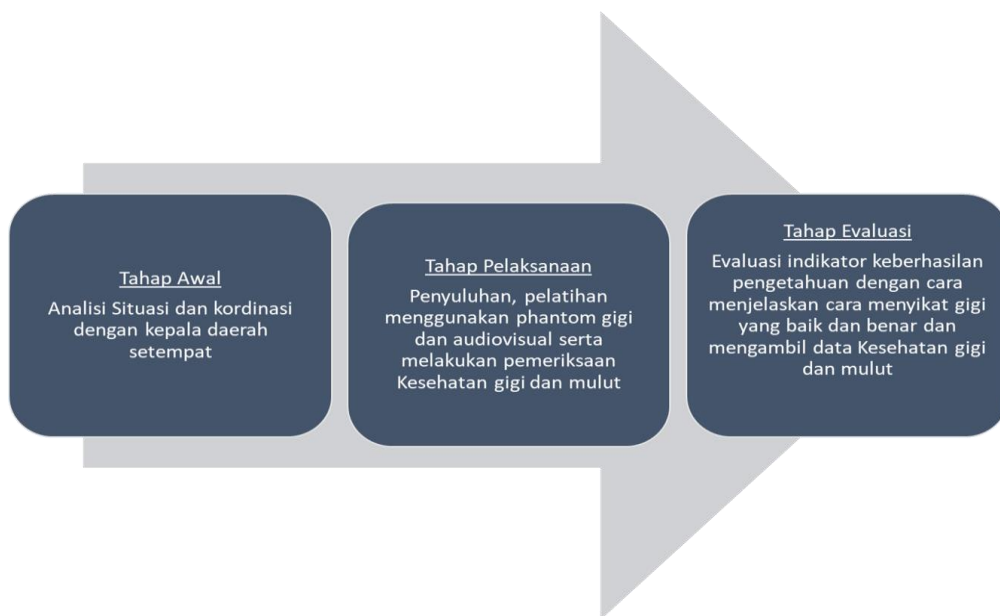 Tahap Awal
Analisi Situasi dan kordinasi
dengan kepala daerah
setempat
Tahap Pelaksanaan
Penyuluhan, pelatihan
menggunakan phantom gigi
dan audiovisual serta
melakukan pemeriksaan
Kesehatan gigi dan mulut
Tahap Evaluasi
Evaluasi indikator keberhasilan
pengetahuan dengan cara
menjelaskan cara menyikat gigi
yang baik dan benar dan
mengambil data Kesehatan gigi
dan mulut